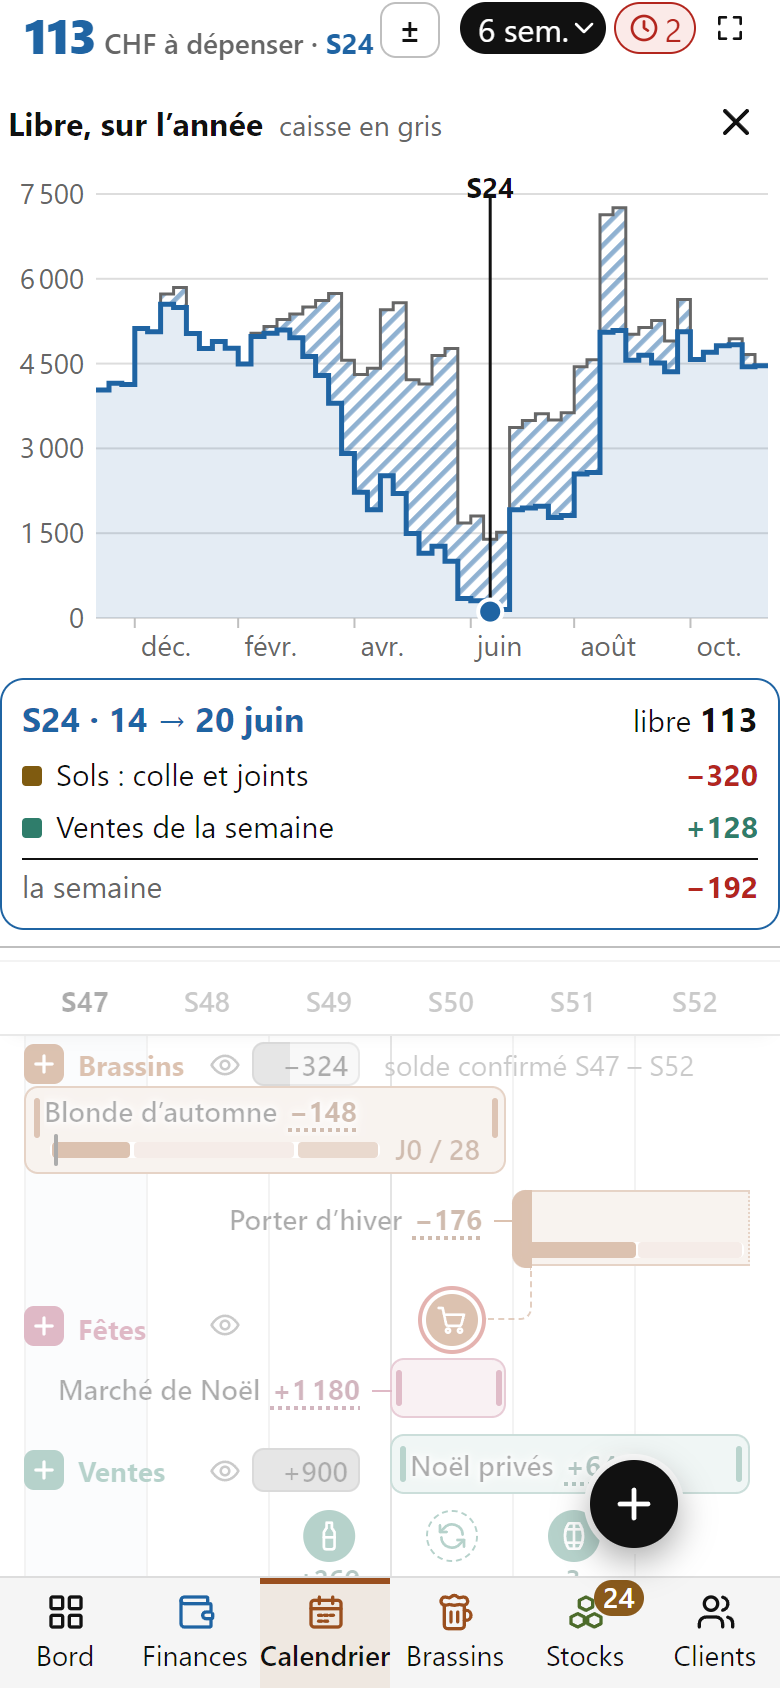 113 CHF à dépenser · S24 ± 6 sem. 2
Libre, sur l’année caisse en gris
S24
7 500
6 000
4 500
3 000
1 500
0
déc. févr. avr. juin août oct.
S24 · 14 → 20 juin libre 113
Sols : colle et joints −320
Ventes de la semaine +128
la semaine −192
S47 S48 S49 S50 S51 S52
Brassins −324 solde confirmé S47 – S52
Blonde d’automne −148
J0 / 28
Porter d’hiver −176
Fêtes
Marché de Noël +1 180
Ventes +900 Noël privés
24
Bord Finances Calendrier Brassins Stocks Clients